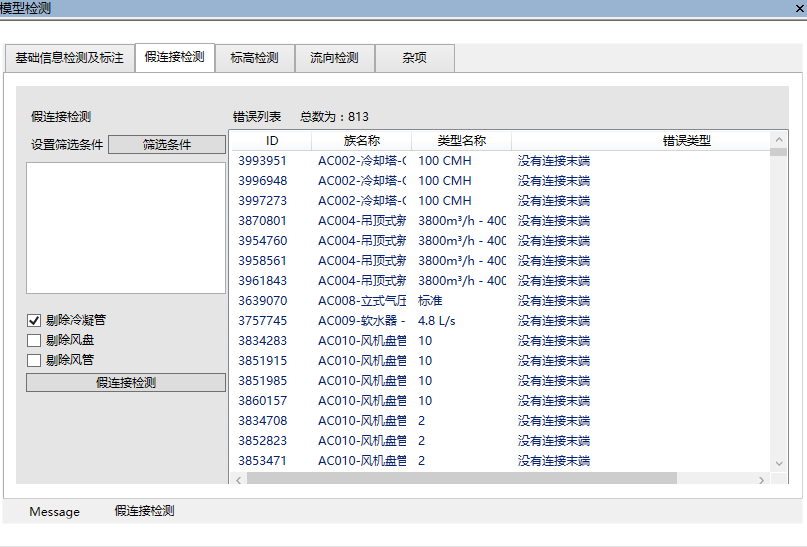 模型检测 ×
基础信息检测及标注 假连接检测 标高检测 流向检测 杂项
假连接检测 错误列表 总数为：813
设置筛选条件 筛选条件
ID 族名称 类型名称 错误类型
3993951 AC002-冷却塔-C 100 CMH 没有连接末端
3996948 AC002-冷却塔-C 100 CMH 没有连接末端
3997273 AC002-冷却塔-C 100 CMH 没有连接末端
3870801 AC004-吊顶式新 3800m³/h - 400 没有连接末端
3954760 AC004-吊顶式新 3800m³/h - 400 没有连接末端
3958561 AC004-吊顶式新 3800m³/h - 400 没有连接末端
3961843 AC004-吊顶式新 3800m³/h - 400 没有连接末端
3639070 AC008-立式气压 标准 没有连接末端
3757745 AC009-软水器 - 4.8 L/s 没有连接末端
3834283 AC010-风机盘管 10 没有连接末端
3851915 AC010-风机盘管 10 没有连接末端
3851985 AC010-风机盘管 10 没有连接末端
3860157 AC010-风机盘管 10 没有连接末端
3834708 AC010-风机盘管 2 没有连接末端
3852823 AC010-风机盘管 2 没有连接末端
3853471 AC010-风机盘管 2 没有连接末端
剔除冷凝管
剔除风盘
剔除风管
假连接检测
Message 假连接检测